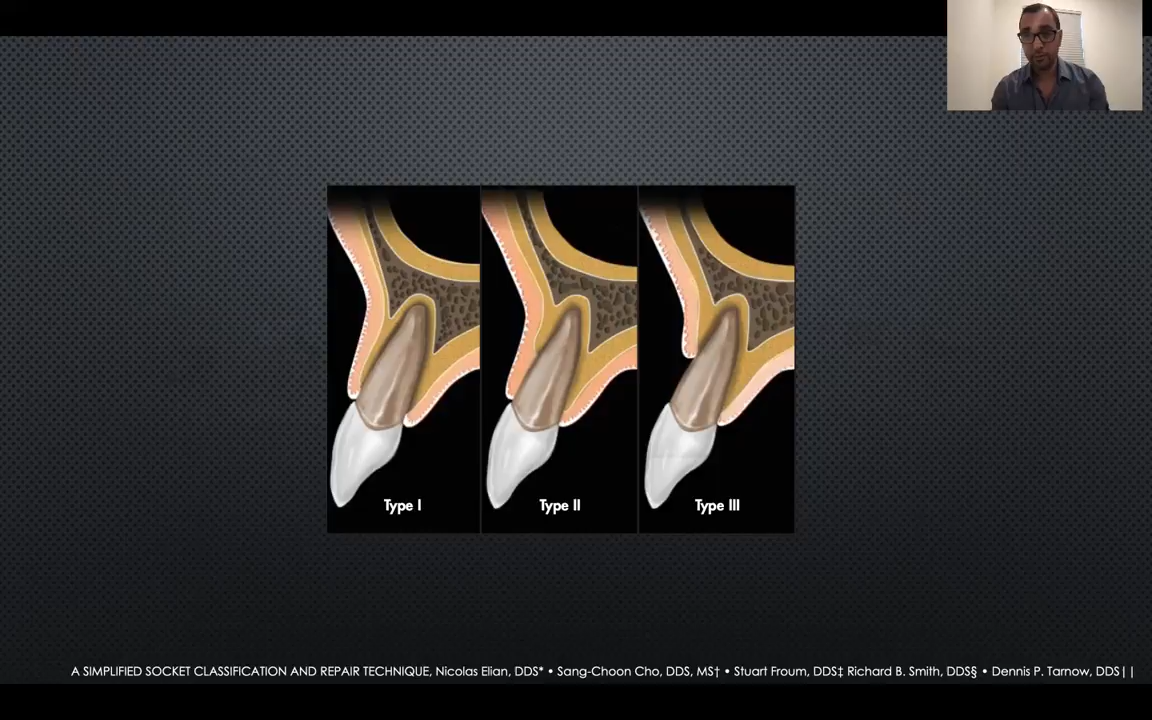 Type I
Type II
Type III
A SIMPLIFIED SOCKET CLASSIFICATION AND REPAIR TECHNIQUE, Nicolas Elian, DDS* • Sang-Choon Cho, DDS, MS† • Stuart Froum, DDS‡ Richard B. Smith, DDS§ • Dennis P. Tarnow, DDS||